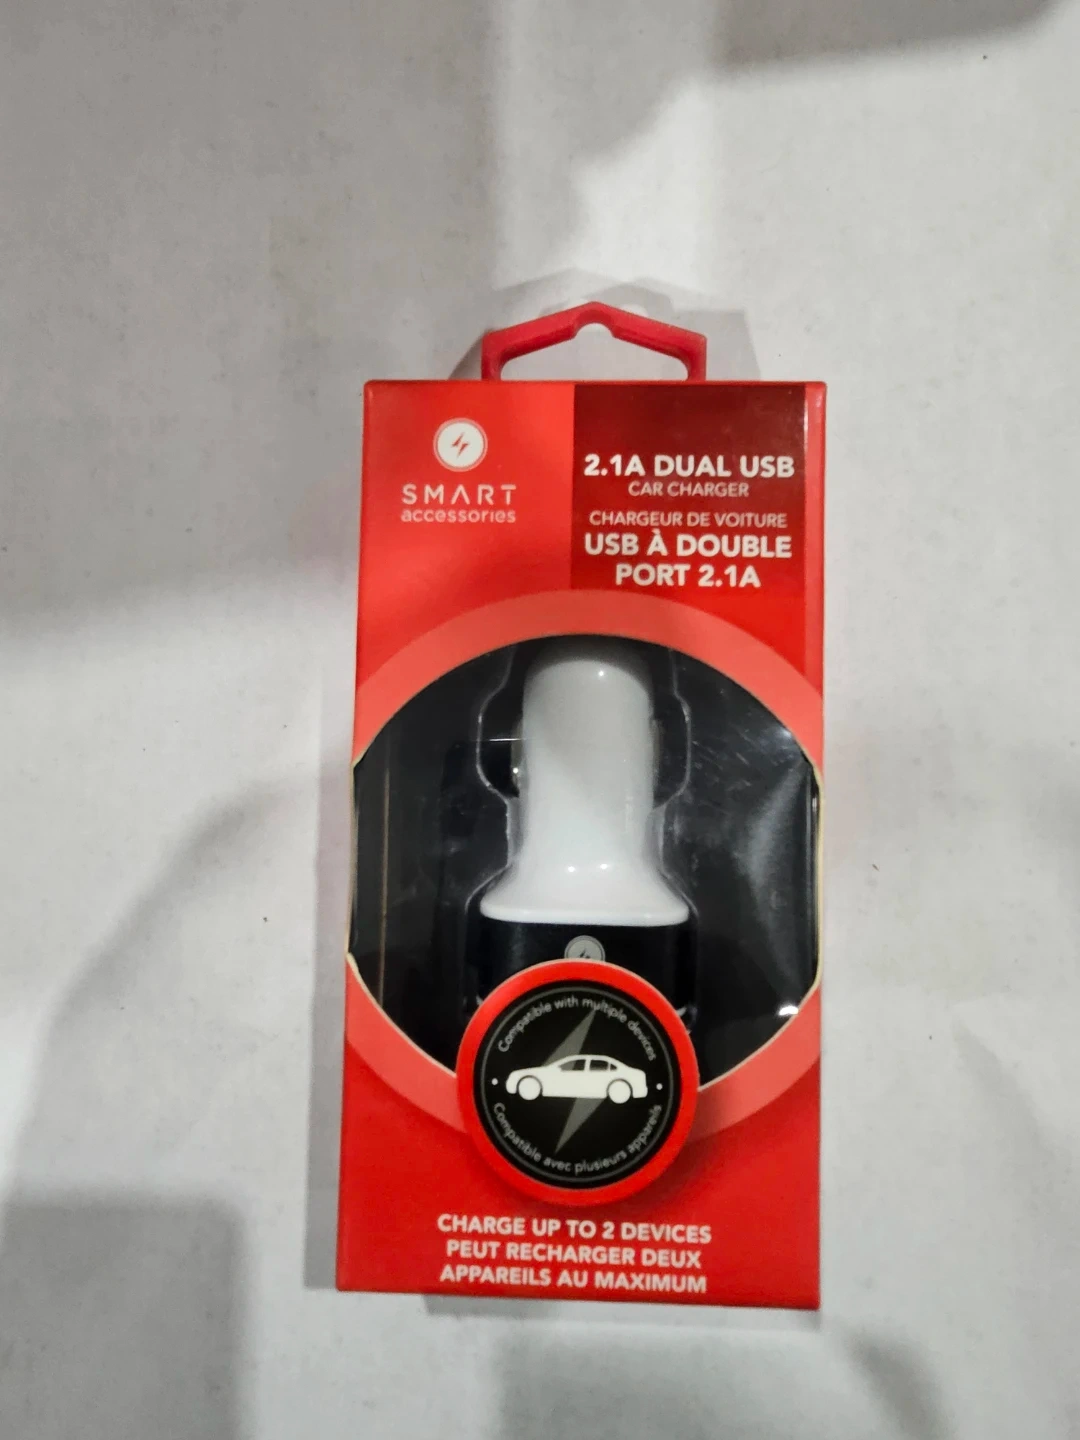 SMART
accessories
2.1A DUAL USB
CAR CHARGER
CHARGEUR DE VOITURE
USB À DOUBLE
PORT 2.1A
Compatible with multiple devices
Compatible avec plusieurs appareils
CHARGE UP TO 2 DEVICES
PEUT RECHARGER DEUX
APPAREILS AU MAXIMUM